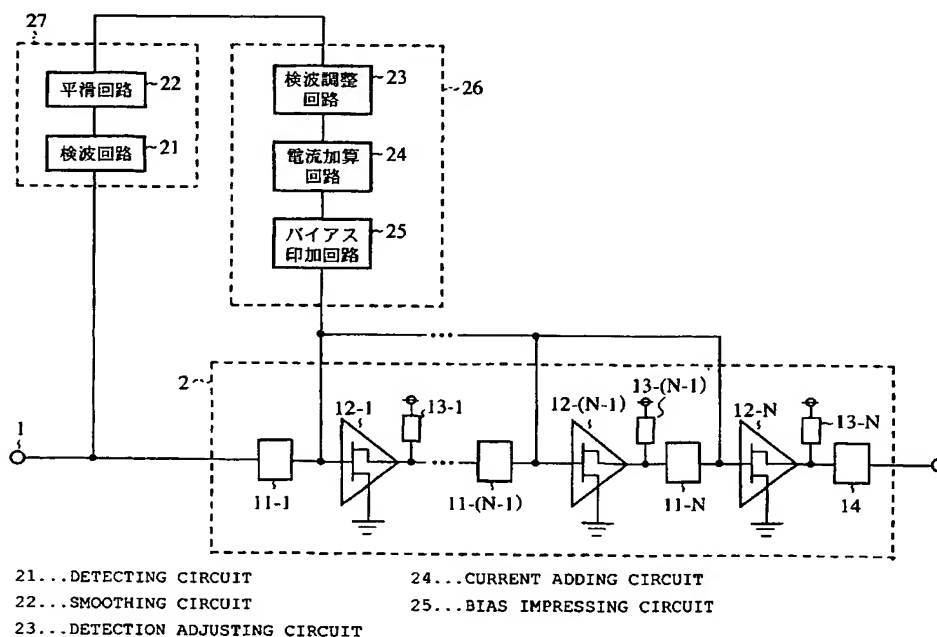 27
平滑回路
22
検波回路
21
検波調整
回路
23
26
電流加算
回路
24
バイアス
印加回路
25
2
1
11-1
12-1
13-1
11-(N-1)
12-(N-1)
13-(N-1)
11-N
12-N
13-N
14
21...DETECTING CIRCUIT
22...SMOOTHING CIRCUIT
23...DETECTION ADJUSTING CIRCUIT
24...CURRENT ADDING CIRCUIT
25...BIAS IMPRESSING CIRCUIT